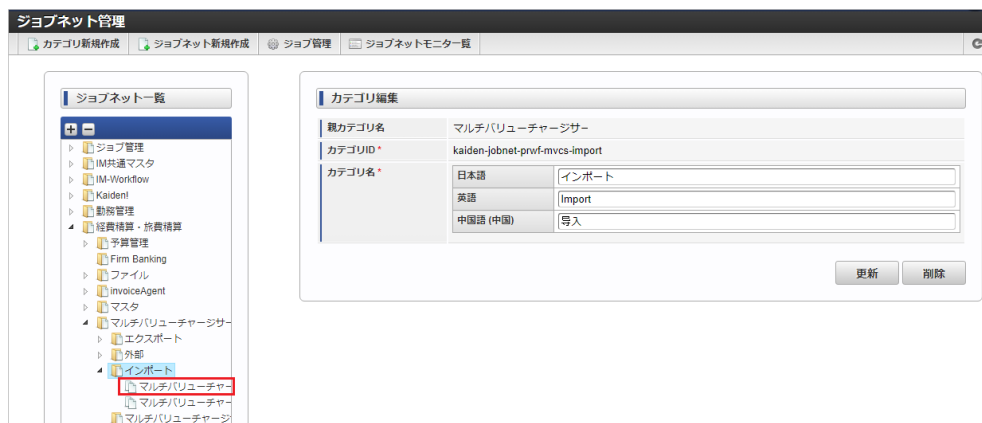 ジョブネット管理
カテゴリ新規作成 ジョブネット新規作成 ジョブ管理 ジョブネットモニター覧
ジョブネット一覧
ジョブ管理
IM共通マスタ
IM-Workflow
Kaiden!
勤務管理
経費精算・旅費精算
予算管理
Firm Banking
ファイル
invoiceAgent
マスタ
マルチバリューチャージサー
エクスポート
外部
インポート
マルチバリューチャー
マルチバリューチャー
マルチバリューチャージ
カテゴリ編集
親カテゴリ名 マルチバリューチャージサー
カテゴリID * kaiden-jobnet-prwf-mvcs-import
カテゴリ名 * 日本語 インポート
英語 Import
中国語 (中国) 导入
更新 削除